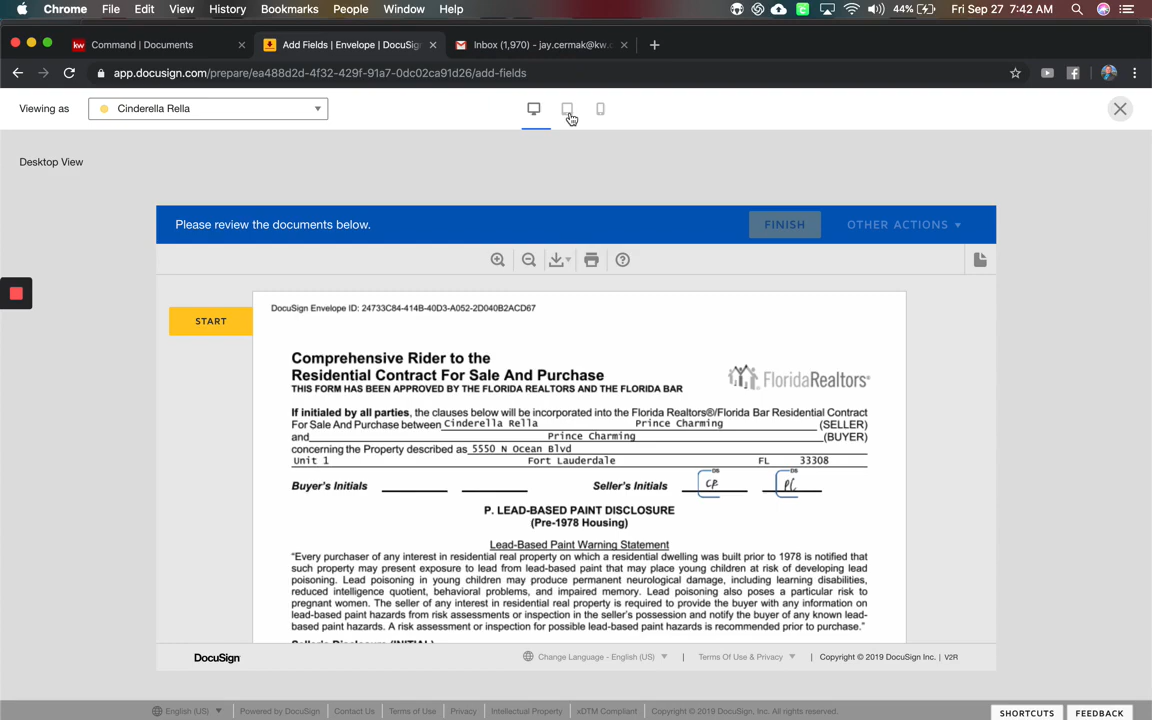 Chrome File Edit View History Bookmarks People Window Help 44% Fri Sep 27 7:42 AM
kw Command | Documents Add Fields | Envelope | DocuSign Inbox (1,970) - jay.cermak@kw.c
app.docusign.com/prepare/ea488d2d-4f32-429f-91a7-0dc02ca91d26/add-fields
Viewing as Cinderella Rella
Desktop View
Please review the documents below. FINISH OTHER ACTIONS
START
DocuSign Envelope ID: 24733C84-414B-40D3-A052-2D040B2ACD67
Comprehensive Rider to the
Residential Contract For Sale And Purchase
THIS FORM HAS BEEN APPROVED BY THE FLORIDA REALTORS AND THE FLORIDA BAR
FloridaRealtors®
If initialed by all parties, the clauses below will be incorporated into the Florida Realtors®/Florida Bar Residential Contract
For Sale And Purchase between Cinderella Rella Prince Charming (SELLER)
and Prince Charming (BUYER)
concerning the Property described as 5550 N Ocean Blvd
Unit 1 Fort Lauderdale FL 33308
Buyer's Initials Seller's Initials DS CR DS PC
P. LEAD-BASED PAINT DISCLOSURE
(Pre-1978 Housing)
Lead-Based Paint Warning Statement
"Every purchaser of any interest in residential real property on which a residential dwelling was built prior to 1978 is notified that
such property may present exposure to lead from lead-based paint that may place young children at risk of developing lead
poisoning. Lead poisoning in young children may produce permanent neurological damage, including learning disabilities,
reduced intelligence quotient, behavioral problems, and impaired memory. Lead poisoning also poses a particular risk to
pregnant women. The seller of any interest in residential real property is required to provide the buyer with any information on
lead-based paint hazards from risk assessments or inspection in the seller's possession and notify the buyer of any known lead-
based paint hazards. A risk assessment or inspection for possible lead-based paint hazards is recommended prior to purchase."
Seller's Disclosure (INITIAL)
DocuSign Change Language - English (US) | Terms Of Use & Privacy | Copyright © 2019 DocuSign Inc. | V2R
English (US) Powered by DocuSign Contact Us Terms of Use Privacy Intellectual Property xDTM Compliant Copyright © 2019 DocuSign, Inc. All rights reserved.
SHORTCUTS FEEDBACK